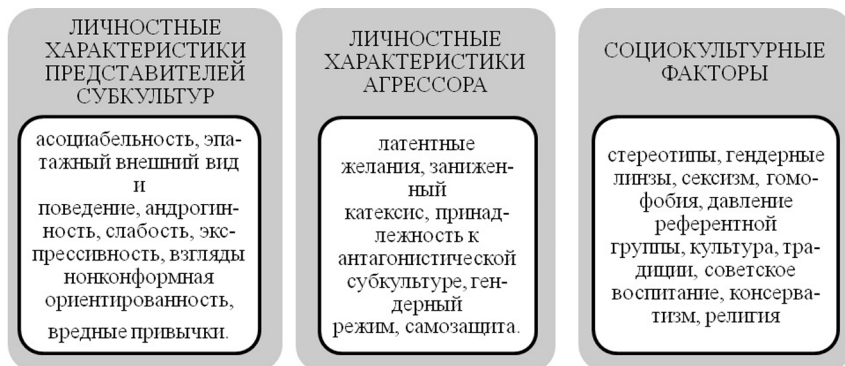 ЛИЧНОСТНЫЕ
ХАРАКТЕРИСТИКИ
ПРЕДСТАВИТЕЛЕЙ
СУБКУЛЬТУР
асоциабельность, эпа-
тажный внешний вид
и
поведение, андрогин-
ность, слабость, экс-
прессивность, взгляды
нонконформная
ориентированность,
вредные привычки.
ЛИЧНОСТНЫЕ
ХАРАКТЕРИСТИКИ
АГРЕССОРА
латентные
желания, занижен-
ный
катексис, принад-
лежность к
антагонистической
субкультуре, ген-
дерный
режим, самозащита.
СОЦИОКУЛЬТУРНЫЕ
ФАКТОРЫ
стереотипы, гендерные
линзы, сексизм, гомо-
фобия, давление
референтной
группы, культура, тра-
диции, советское
воспитание, консерва-
тизм, религия